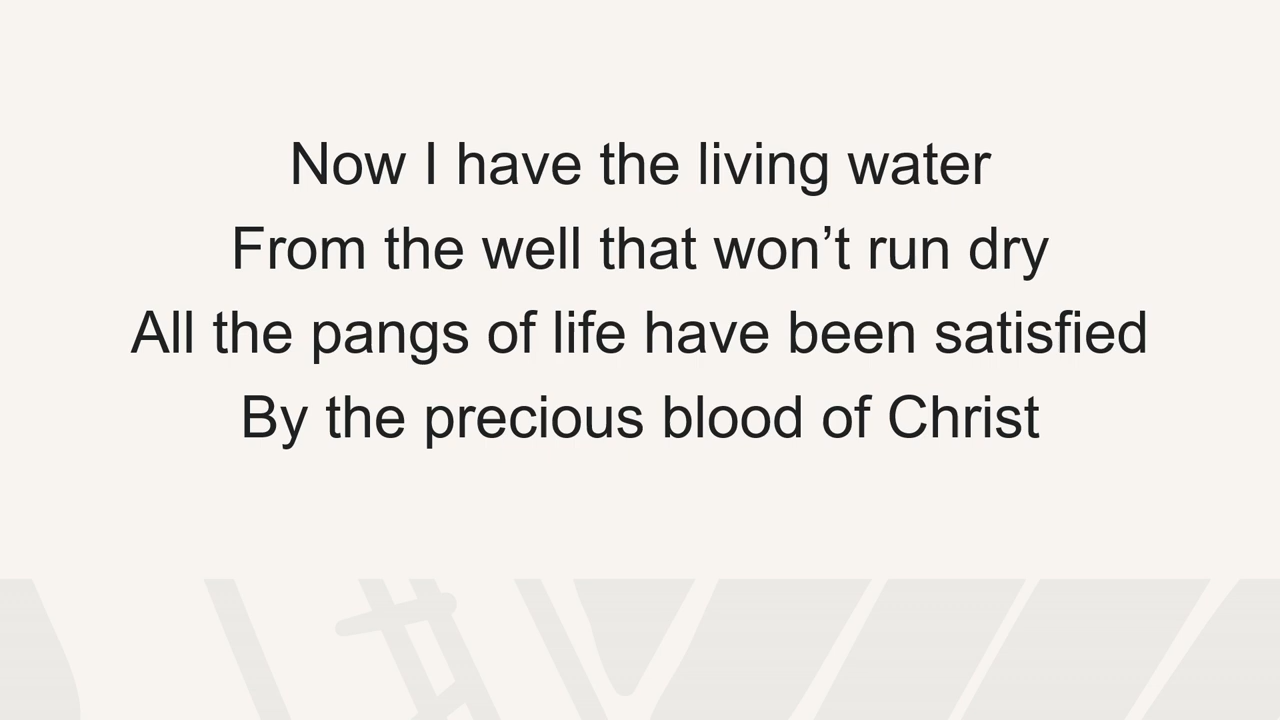 Now I have the living water
From the well that won’t run dry
All the pangs of life have been satisfied
By the precious blood of Christ